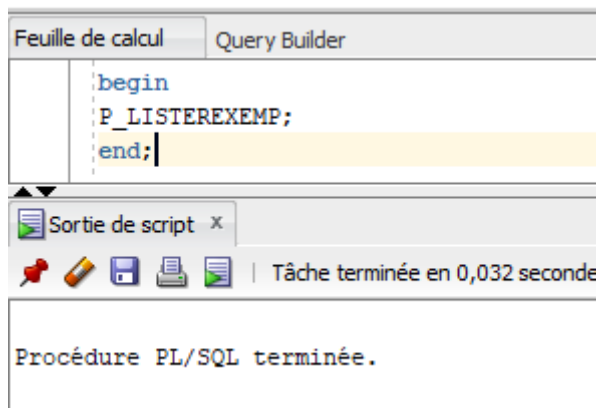 Feuille de calcul Query Builder
begin
P_LISTEREXEMP;
end;
Sortie de script x
Tâche terminée en 0,032 seconde
Procédure PL/SQL terminée.